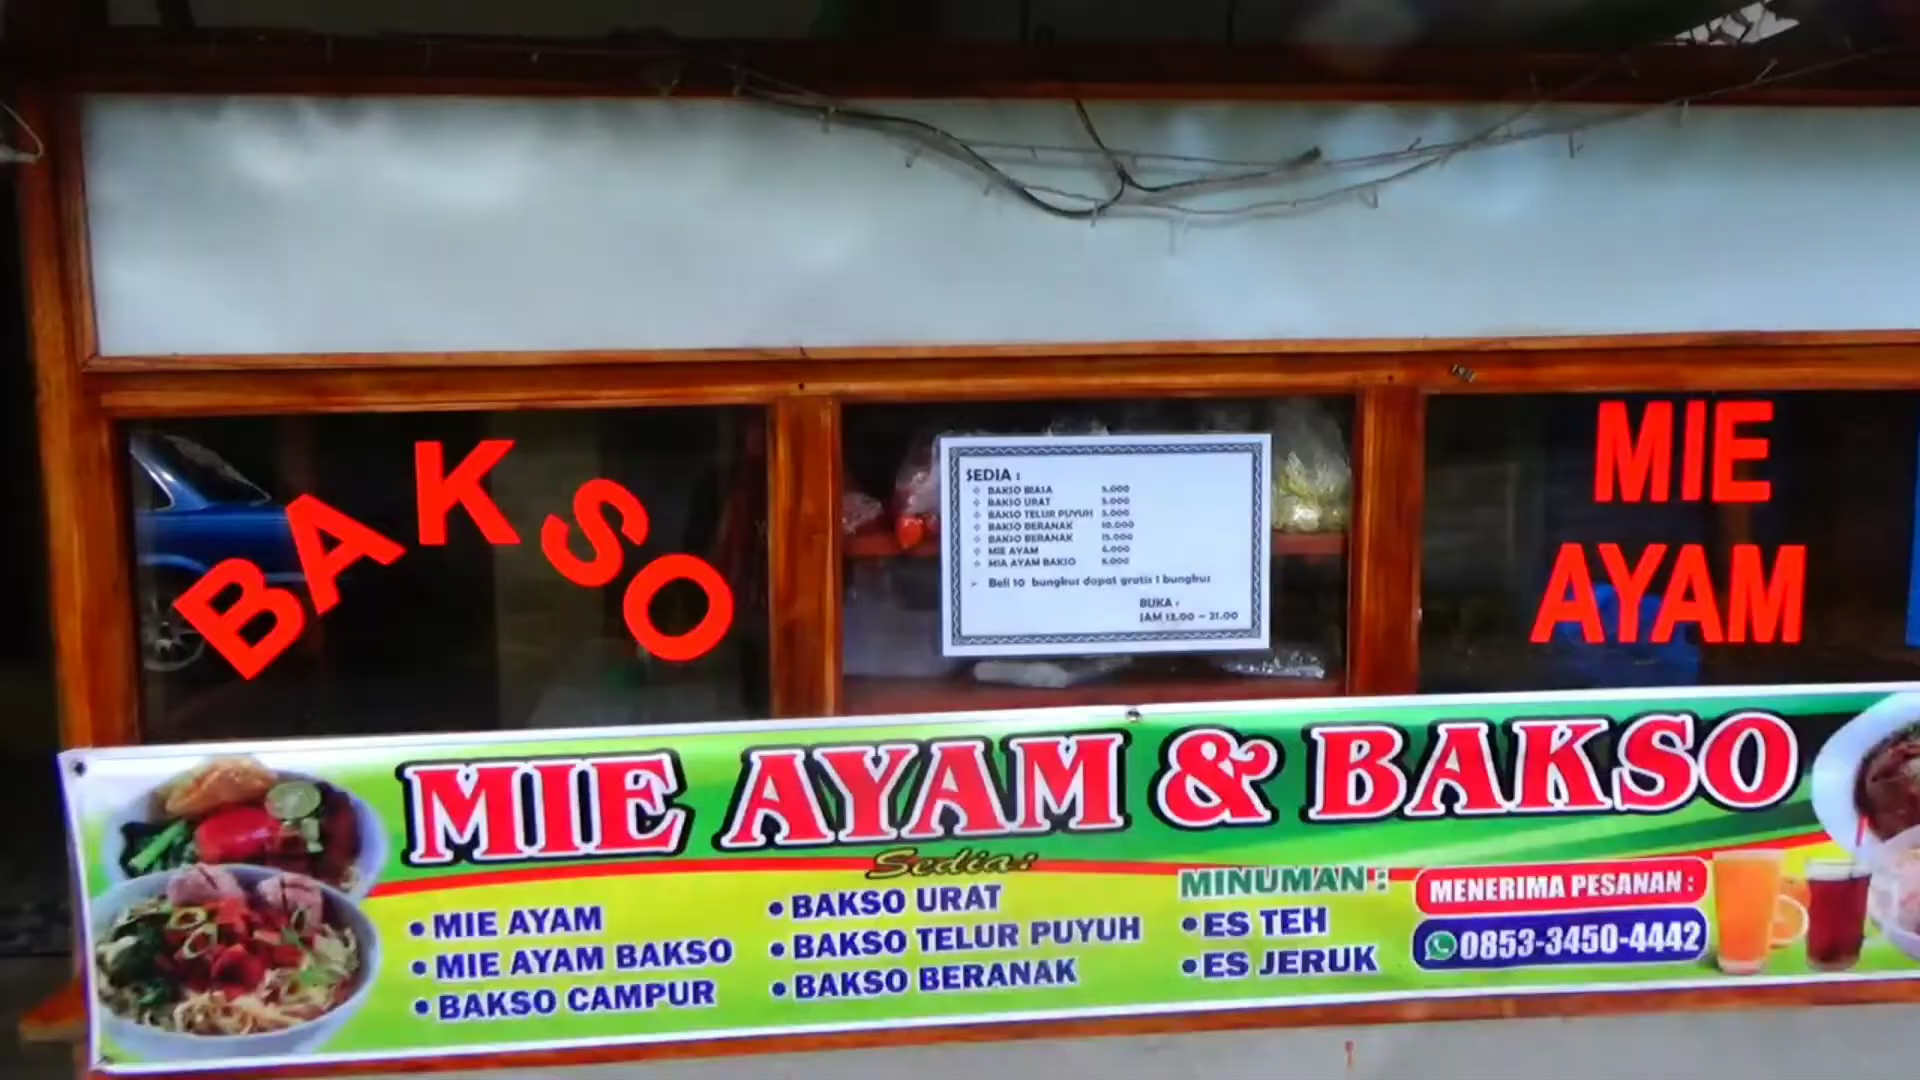 BAKSO
SEDIA :
BAKSO BIASA 5.000
BAKSO URAT 5.000
BAKSO TELUR PUYUH 5.000
BAKSO BERANAK 10.000
BAKSO BERANAK 15.000
MIE AYAM 6.000
MIA AYAM BAKSO 8.000
Beli 10 bungkus dapat gratis 1 bungkus
BUKA :
JAM 13.00 – 21.00
MIE
AYAM
MIE AYAM & BAKSO
Sedia:
• MIE AYAM
• MIE AYAM BAKSO
• BAKSO CAMPUR
• BAKSO URAT
• BAKSO TELUR PUYUH
• BAKSO BERANAK
MINUMAN :
• ES TEH
• ES JERUK
MENERIMA PESANAN :
0853-3450-4442